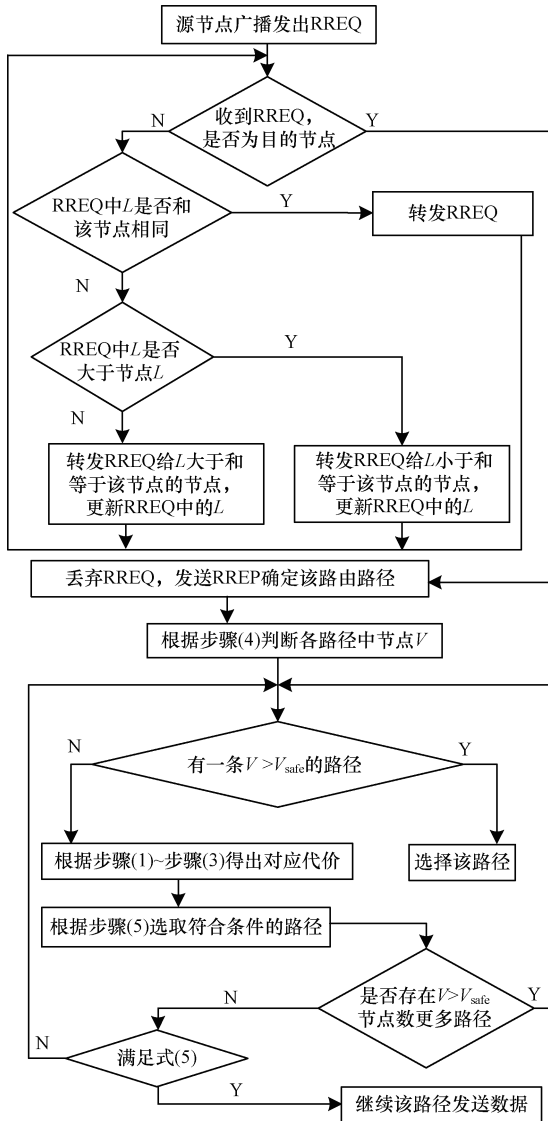 源节点广播发出RREQ
收到RREQ，
是否为目的节点
N
Y
RREQ中L是否和
该节点相同
Y
转发RREQ
N
RREQ中L是否
大于节点L
Y
N
转发RREQ给L大于和
等于该节点的节点，
更新RREQ中的L
转发RREQ给L小于和
等于该节点的节点，
更新RREQ中的L
丢弃RREQ，发送RREP确定该路由路径
根据步骤(4)判断各路径中节点V
N
有一条V >Vsafe的路径
Y
根据步骤(1)~步骤(3)得出对应代价
选择该路径
根据步骤(5)选取符合条件的路径
是否存在V>Vsafe
节点数更多路径
N
Y
N
满足式(5)
Y
继续该路径发送数据